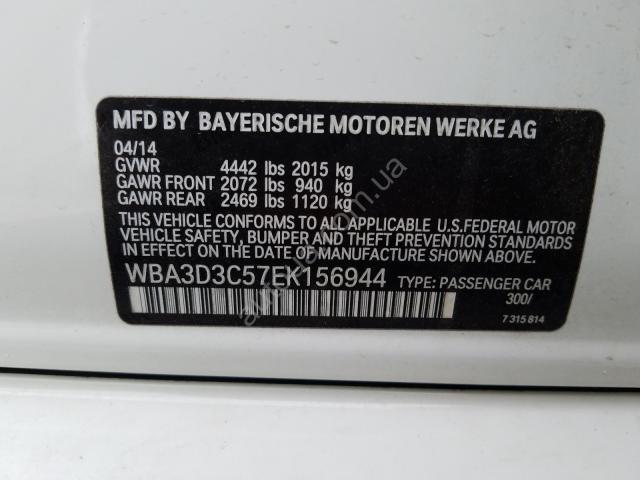 MFD BY BAYERISCHE MOTOREN WERKE AG
04/14
GVWR 4442 lbs 2015 kg
GAWR FRONT 2072 lbs 940 kg
GAWR REAR 2469 lbs 1120 kg
THIS VEHICLE CONFORMS TO ALL APPLICABLE U.S.FEDERAL MOTOR
VEHICLE SAFETY, BUMPER AND THEFT PREVENTION STANDARDS
IN EFFECT ON THE DATE OF MANUFACTURE SHOWN ABOVE.
WBA3D3C57EK156944 TYPE: PASSENGER CAR
300/
7 315 814